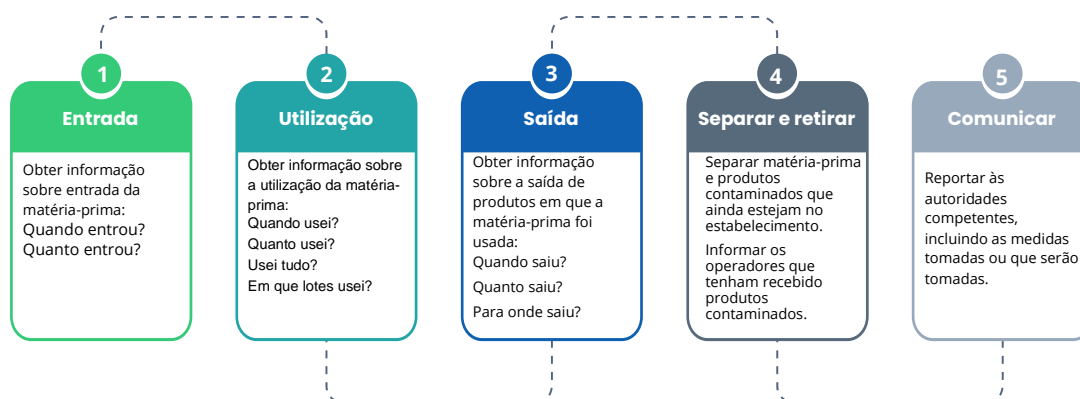 1
Entrada
Obter informação
sobre entrada da
matéria-prima:
Quando entrou?
Quanto entrou?
2
Utilização
Obter informação sobre
a utilização da matéria-
prima:
Quando usei?
Quanto usei?
Usei tudo?
Em que lotes usei?
3
Saída
Obter informação
sobre a saída de
produtos em que a
matéria-prima foi
usada:
Quando saiu?
Quanto saiu?
Para onde saiu?
4
Separar e retirar
Separar matéria-prima
e produtos
contaminados que
ainda estejam no
estabelecimento.
Informar os
operadores que
tenham recebido
produtos
contaminados.
5
Comunicar
Reportar às
autoridades
competentes,
incluindo as medidas
tomadas ou que serão
tomadas.